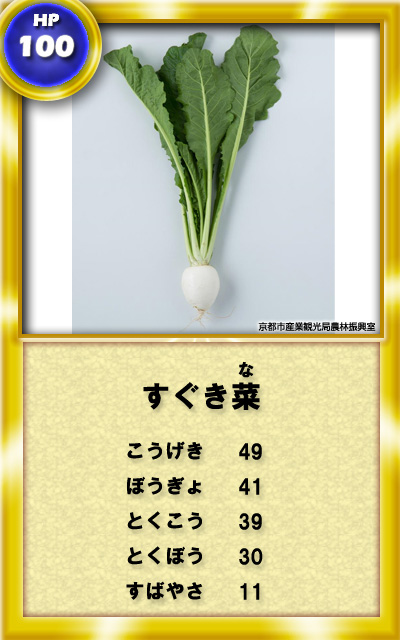 HP
100
京都市産業観光局農林振興室
な
すぐき菜
こうげき 49
ぼうぎょ 41
とくこう 39
とくぼう 30
すばやさ 11